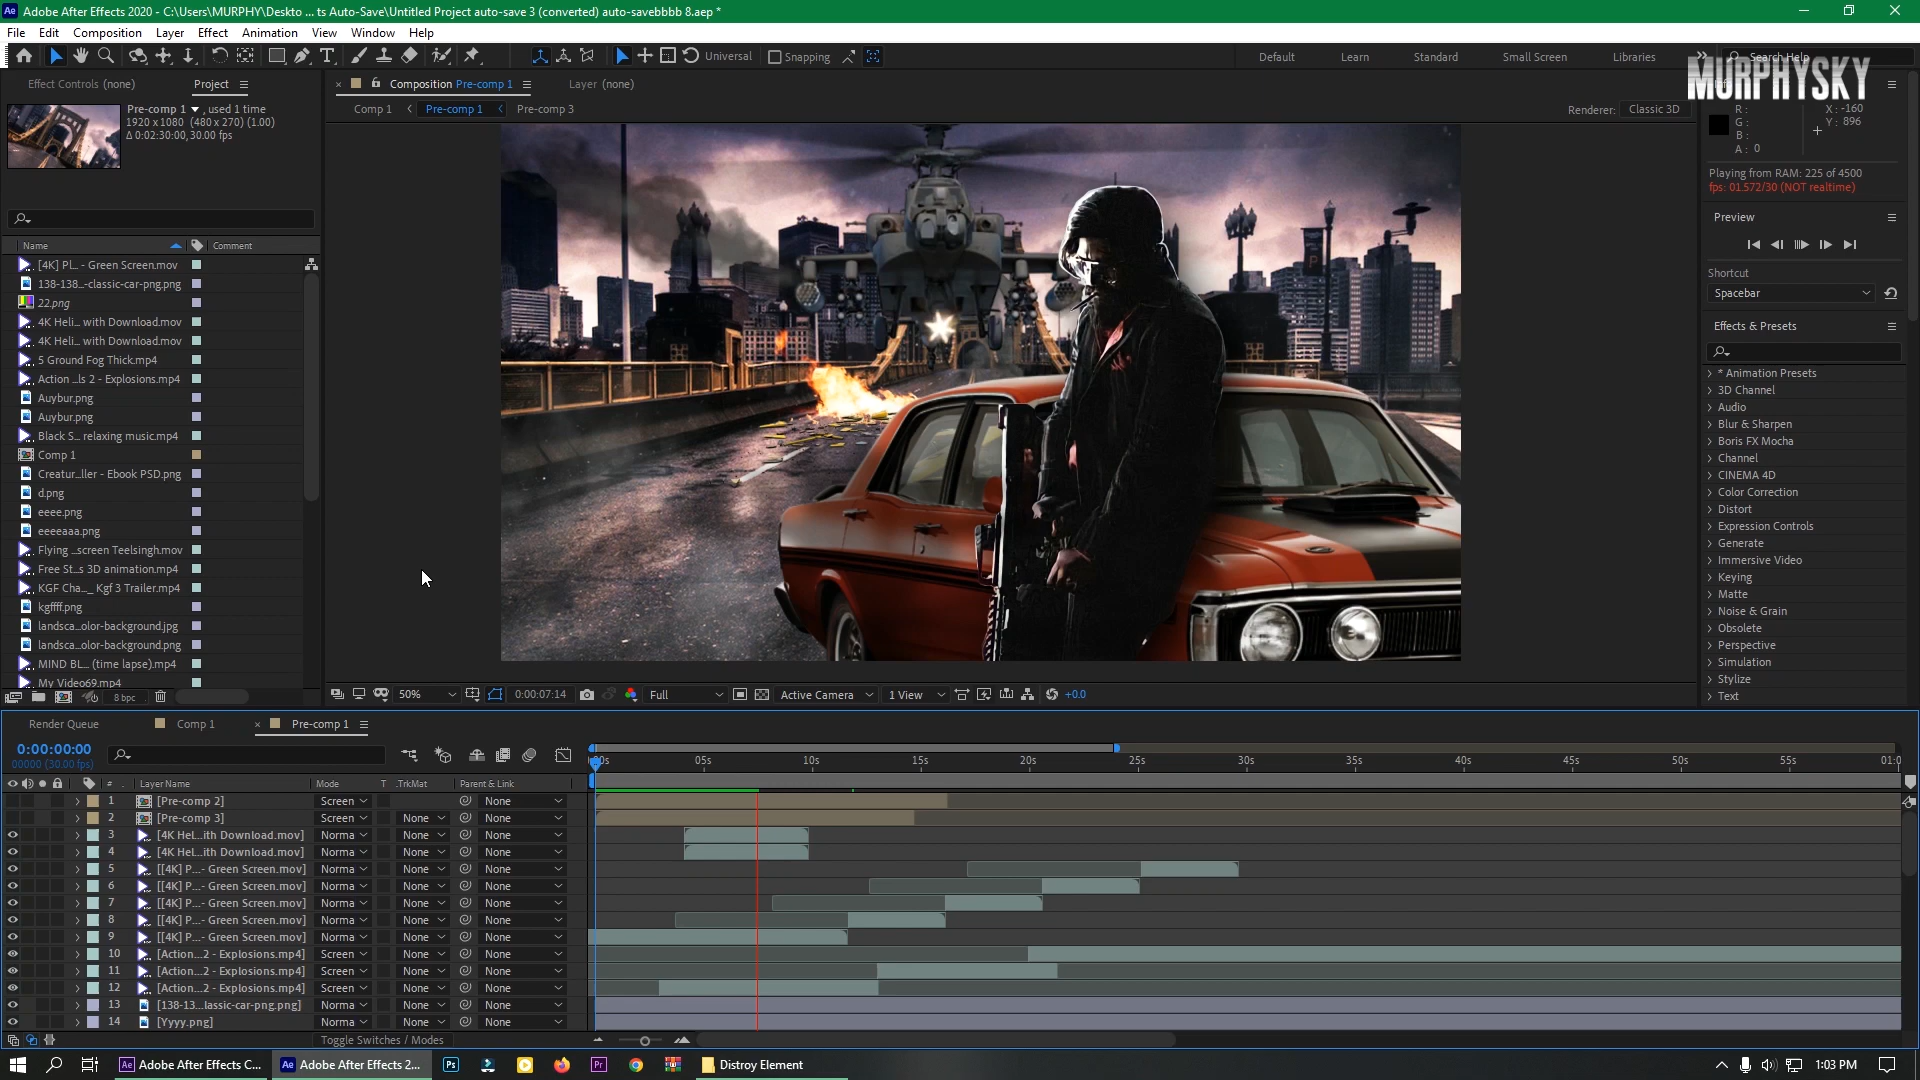 Adobe After Effects 2020 - C:\Users\MURPHY\Deskto ... ts Auto-Save\Untitled Project auto-save 3 (converted) auto-savebbbb 8.aep *
File Edit Composition Layer Effect Animation View Window Help
Universal Snapping Default Learn Standard Small Screen Libraries Search Help
MURPHYSKY
Effect Controls (none) Project
Composition Pre-comp 1 Layer (none)
Comp 1 Pre-comp 1 Pre-comp 3 Renderer: Classic 3D
Pre-comp 1 , used 1 time
1920 x 1080 (480 x 270) (1.00)
Δ 0:02:30:00, 30.00 fps
Name Comment
[4K] Pl... - Green Screen.mov
138-138...-classic-car-png.png
22.png
4K Heli... with Download.mov
4K Heli... with Download.mov
5 Ground Fog Thick.mp4
Action ...ls 2 - Explosions.mp4
Auybur.png
Auybur.png
Black S... relaxing music.mp4
Comp 1
Creatur...ller - Ebook PSD.png
d.png
eeee.png
eeeeaaa.png
Flying ...screen Teelsingh.mov
Free St...s 3D animation.mp4
KGF Cha..._ Kgf 3 Trailer.mp4
kgffff.png
landsca...olor-background.jpg
landsca...olor-background.png
MIND BL... (time lapse).mp4
My Video69.mp4
8 bpc
50% 0:00:07:14 Full Active Camera 1 View +0.0
R : X : -160
G : Y : 896
B :
A : 0
Playing from RAM: 225 of 4500
fps: 01.572/30 (NOT realtime)
Preview
Shortcut
Spacebar
Effects & Presets
* Animation Presets
3D Channel
Audio
Blur & Sharpen
Boris FX Mocha
Channel
CINEMA 4D
Color Correction
Distort
Expression Controls
Generate
Immersive Video
Keying
Matte
Noise & Grain
Obsolete
Perspective
Simulation
Stylize
Text
Render Queue Comp 1 Pre-comp 1
0:00:00:00
00000 (30.00 fps)
00s 05s 10s 15s 20s 25s 30s 35s 40s 45s 50s 55s 01:0
# Layer Name Mode T .TrkMat Parent & Link
1 [Pre-comp 2] Screen None
2 [Pre-comp 3] Screen None None
3 [4K Hel...ith Download.mov] Norma None None
4 [4K Hel...ith Download.mov] Norma None None
5 [[4K] P...- Green Screen.mov] Norma None None
6 [[4K] P...- Green Screen.mov] Norma None None
7 [[4K] P...- Green Screen.mov] Norma None None
8 [[4K] P...- Green Screen.mov] Norma None None
9 [[4K] P...- Green Screen.mov] Norma None None
10 [Action...2 - Explosions.mp4] Screen None None
11 [Action...2 - Explosions.mp4] Screen None None
12 [Action...2 - Explosions.mp4] Screen None None
13 [138-13...lassic-car-png.png] Norma None None
14 [Yyyy.png] Norma None None
Toggle Switches / Modes
Adobe After Effects C... Adobe After Effects 2... Distroy Element 1:03 PM